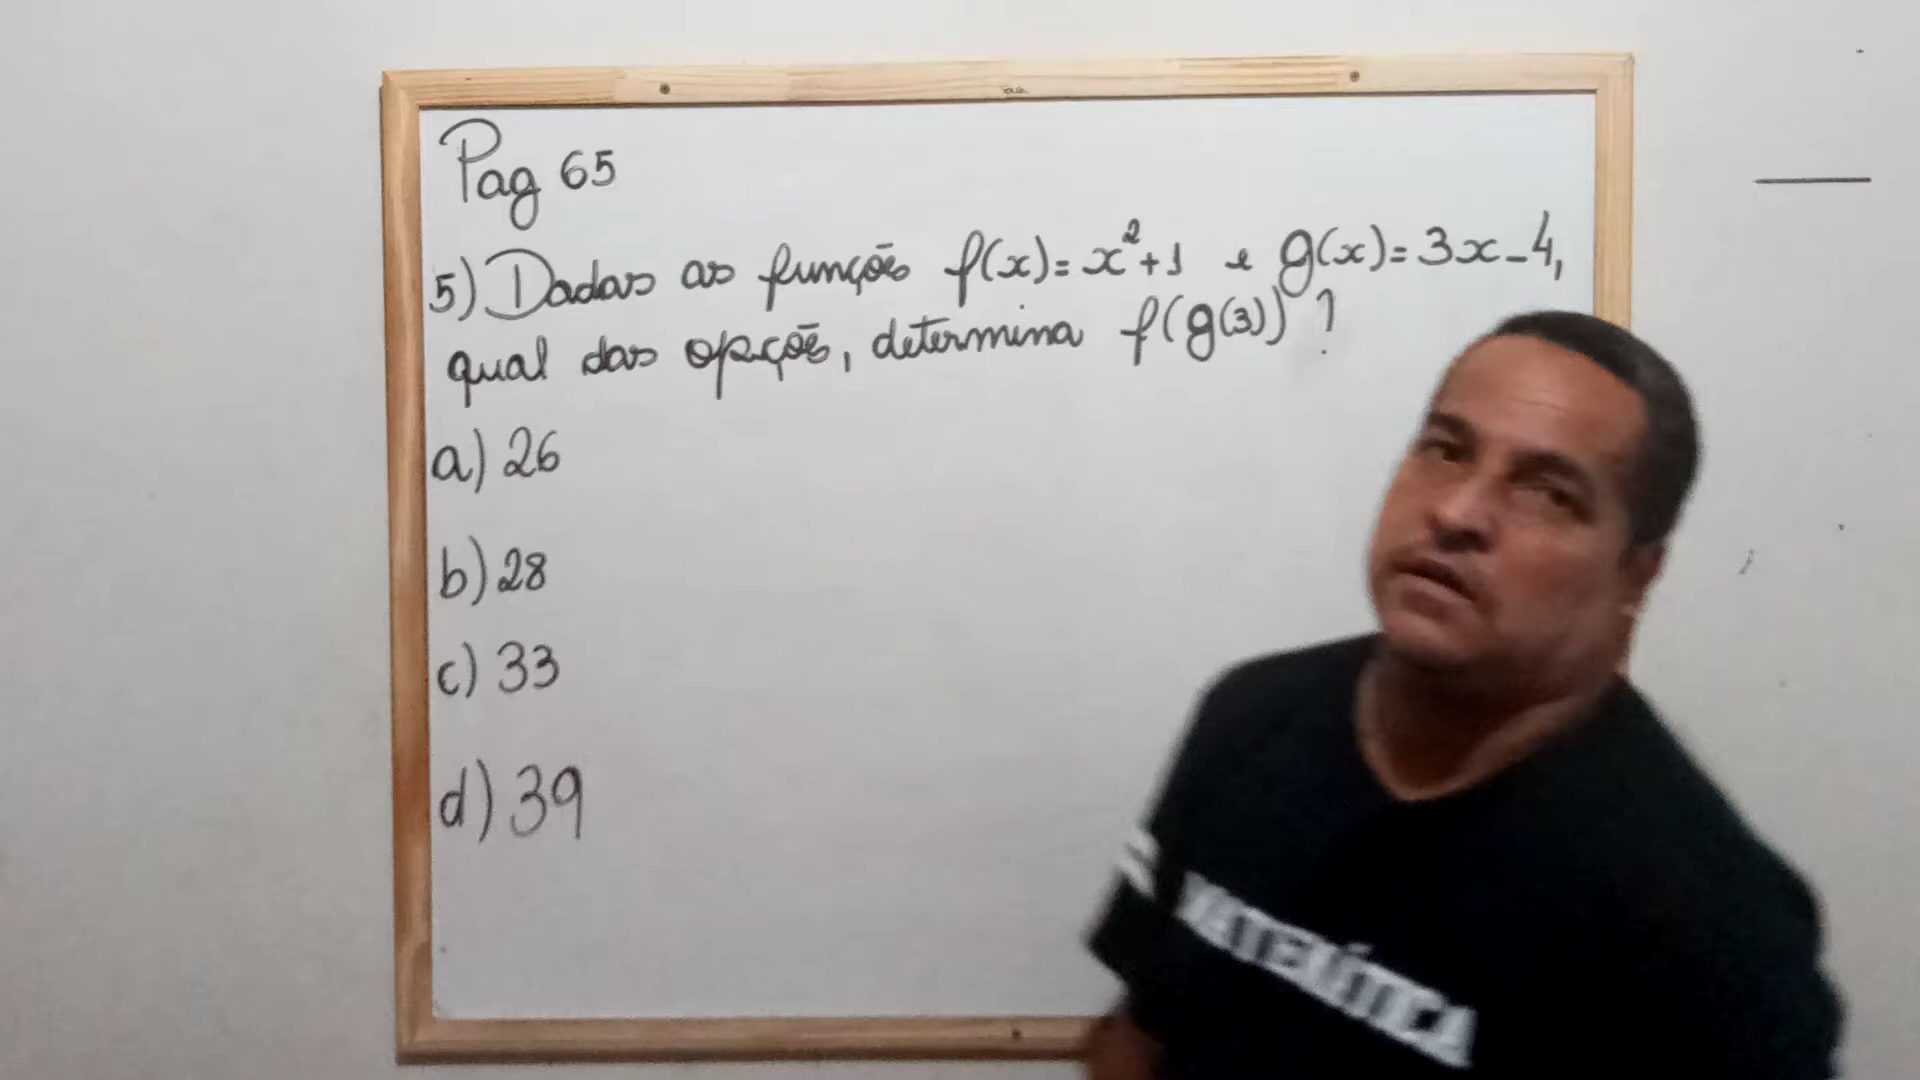 Pag 65
5) Dadas as funções f(x)=x²+1 e g(x)=3x-4,
qual das opções, determina f(g(3))?
a) 26
b) 28
c) 33
d) 39
MATEMÁTICA